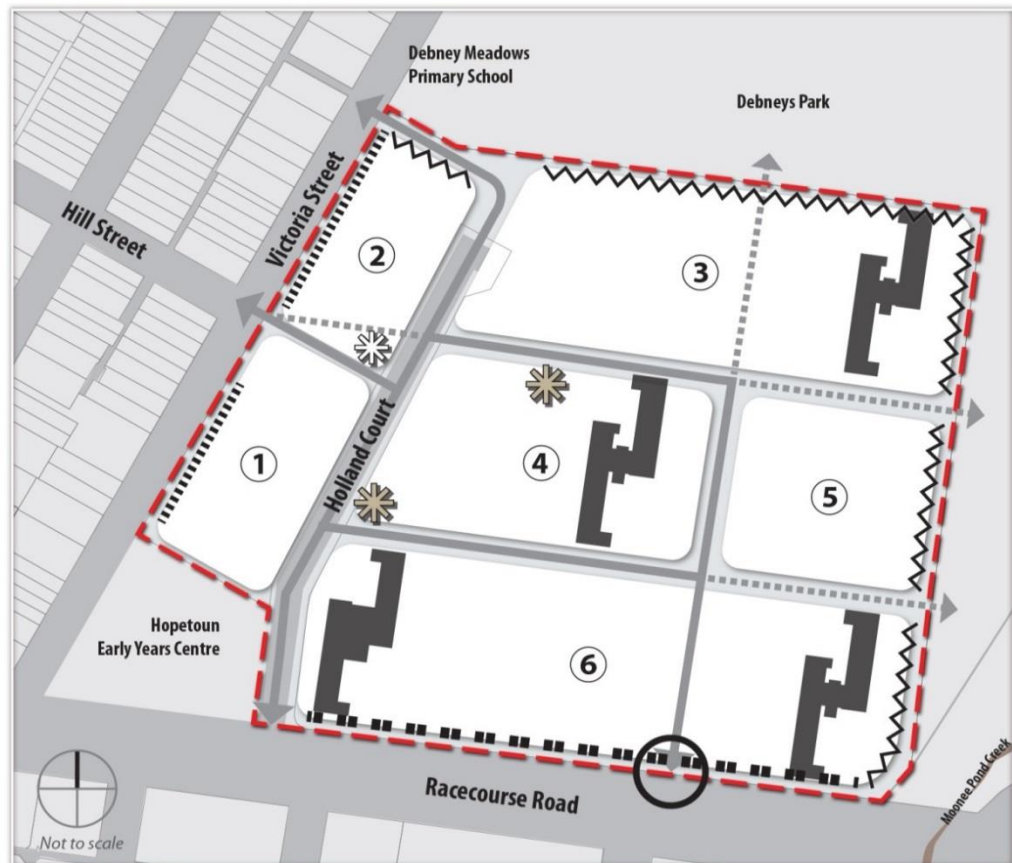 Debney Meadows
Primary School
Debneys Park
Victoria Street
Hill Street
2
3
1
Holland Court
4
5
Hopetoun
Early Years Centre
6
Racecourse Road
Moonee Pond Creek
Not to scale